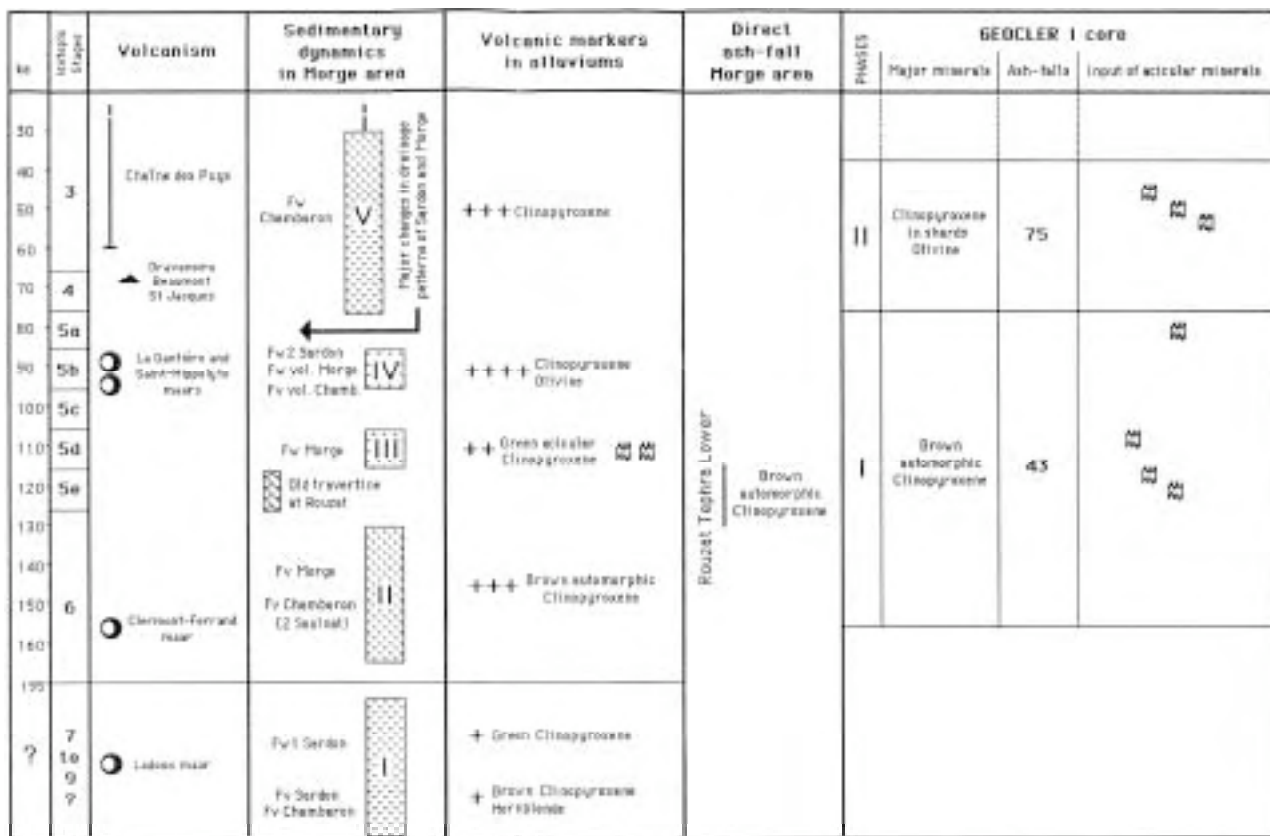 ka
Isotopic
Stages
Volcanism
Sedimentary
dynamics
in Morge area
Volcanic markers
in alluviums
Direct
ash-fall
Morge area
PHASES
GEOCLER I core
Major minerals
Ash-falls
Input of acicular minerals
30
40
50
60
70
80
90
100
110
120
130
140
150
160
195
?
3
4
5a
5b
5c
5d
5e
6
7
to
9
?
Chaîne des Puys
Gravenoire
Beaumont
St Jacques
La Gantière and
Saint-Hippolyte
maars
Clermont-Ferrand
maar
Ladoux maar
Fw
Chamberon
V
Major changes in drainage
patterns of Sardon and Morge
Fw 2 Sardon
Fw vol. Morge
Fv vol. Chamb.
IV
Fw Morge
III
Old travertine
at Rouzat
Fv Morge
Fv Chamberon
II
Fw 1 Sardon
Fv Sardon
Fv Chamberon
I
+++ Clinopyroxene
++++ Clinopyroxene
Olivine
++ Green acicular
Clinopyroxene
+++ Brown automorphic
Clinopyroxene
+ Green Clinopyroxene
+ Brown Clinopyroxene
Hornblende
Rouzat Tephra Lower
Brown
automorphic
Clinopyroxene
II
Clinopyroxene
in shards
Olivine
75
I
Brown
automorphic
Clinopyroxene
43